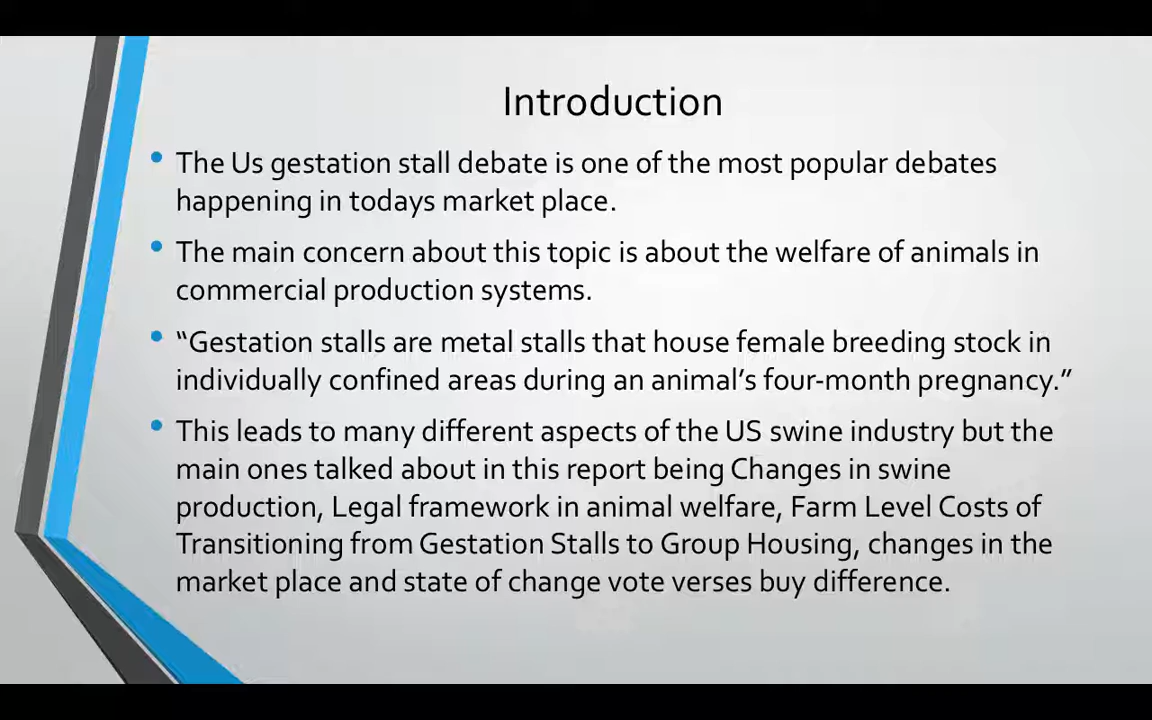 Introduction
• The Us gestation stall debate is one of the most popular debates
happening in todays market place.
• The main concern about this topic is about the welfare of animals in
commercial production systems.
• “Gestation stalls are metal stalls that house female breeding stock in
individually confined areas during an animal’s four-month pregnancy.”
• This leads to many different aspects of the US swine industry but the
main ones talked about in this report being Changes in swine
production, Legal framework in animal welfare, Farm Level Costs of
Transitioning from Gestation Stalls to Group Housing, changes in the
market place and state of change vote verses buy difference.